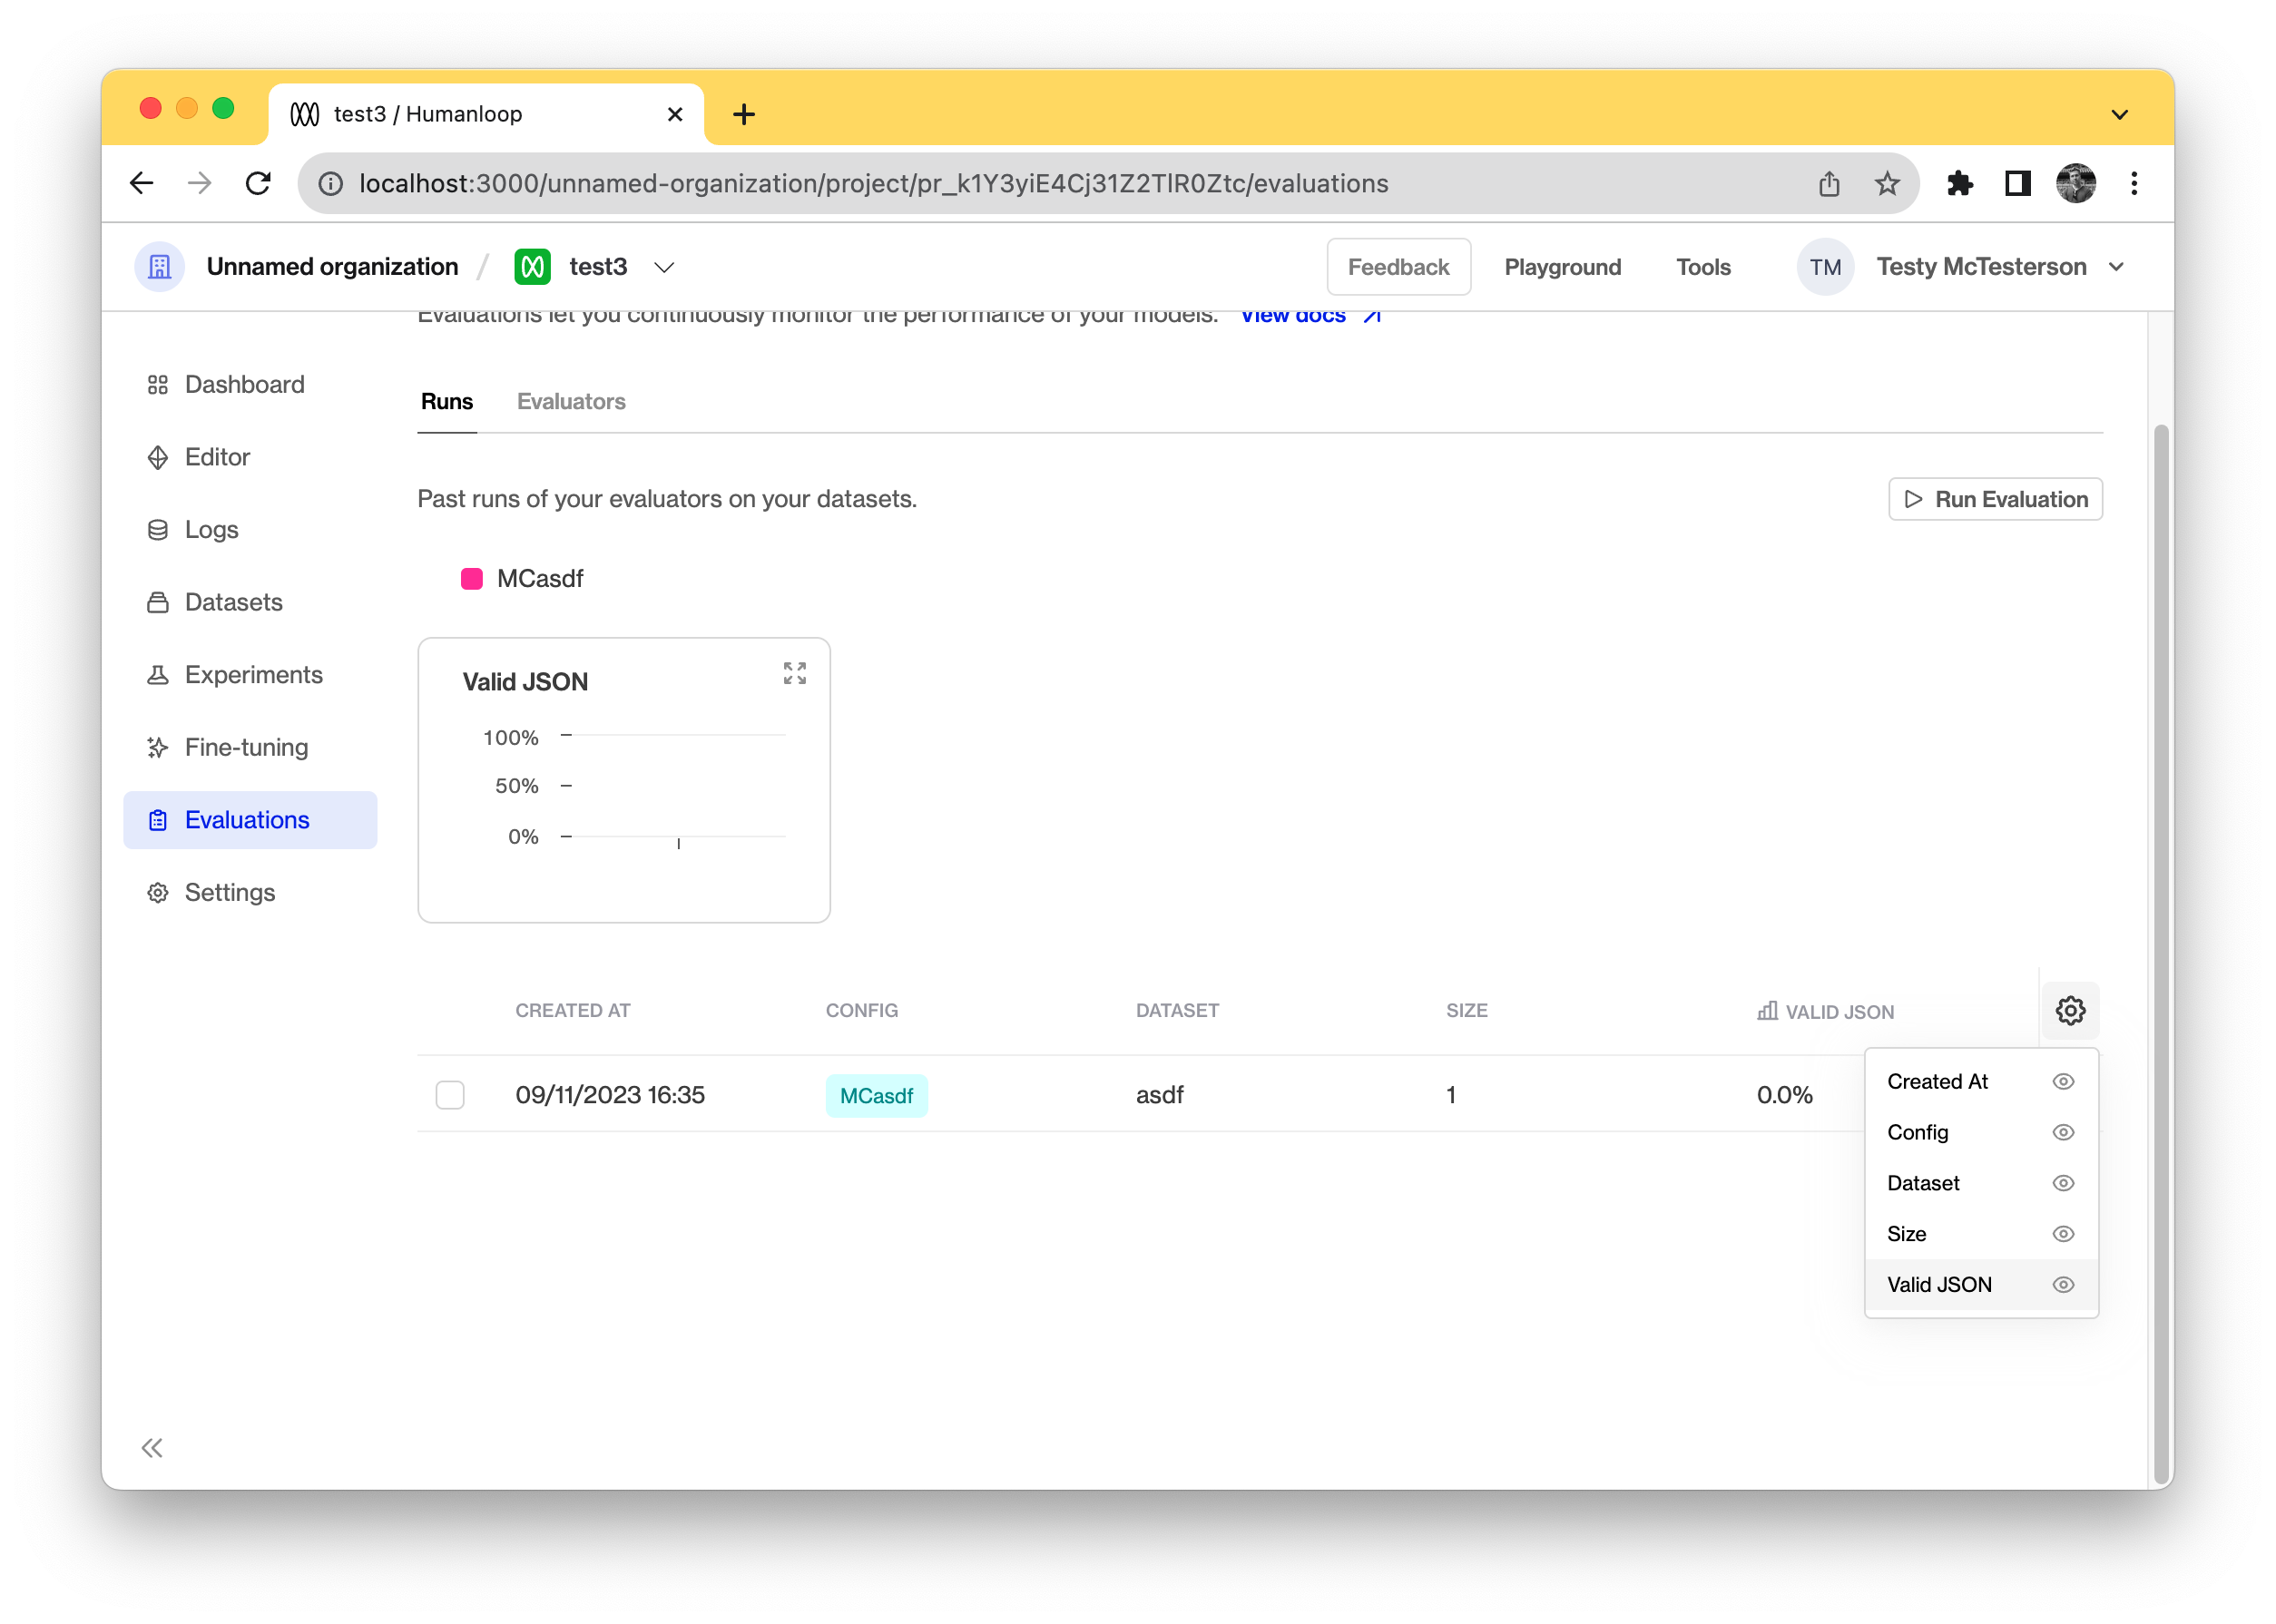 test3 / Humanloop
localhost:3000/unnamed-organization/project/pr_k1Y3yiE4Cj31Z2TlR0Ztc/evaluations
Unnamed organization / test3
Feedback
Playground
Tools
TM
Testy McTesterson
Evaluations let you continuously monitor the performance of your models. View docs
Dashboard
Editor
Logs
Datasets
Experiments
Fine-tuning
Evaluations
Settings
Runs
Evaluators
Past runs of your evaluators on your datasets.
Run Evaluation
MCasdf
Valid JSON
100%
50%
0%
CREATED AT
CONFIG
DATASET
SIZE
VALID JSON
09/11/2023 16:35
MCasdf
asdf
1
0.0%
Created At
Config
Dataset
Size
Valid JSON